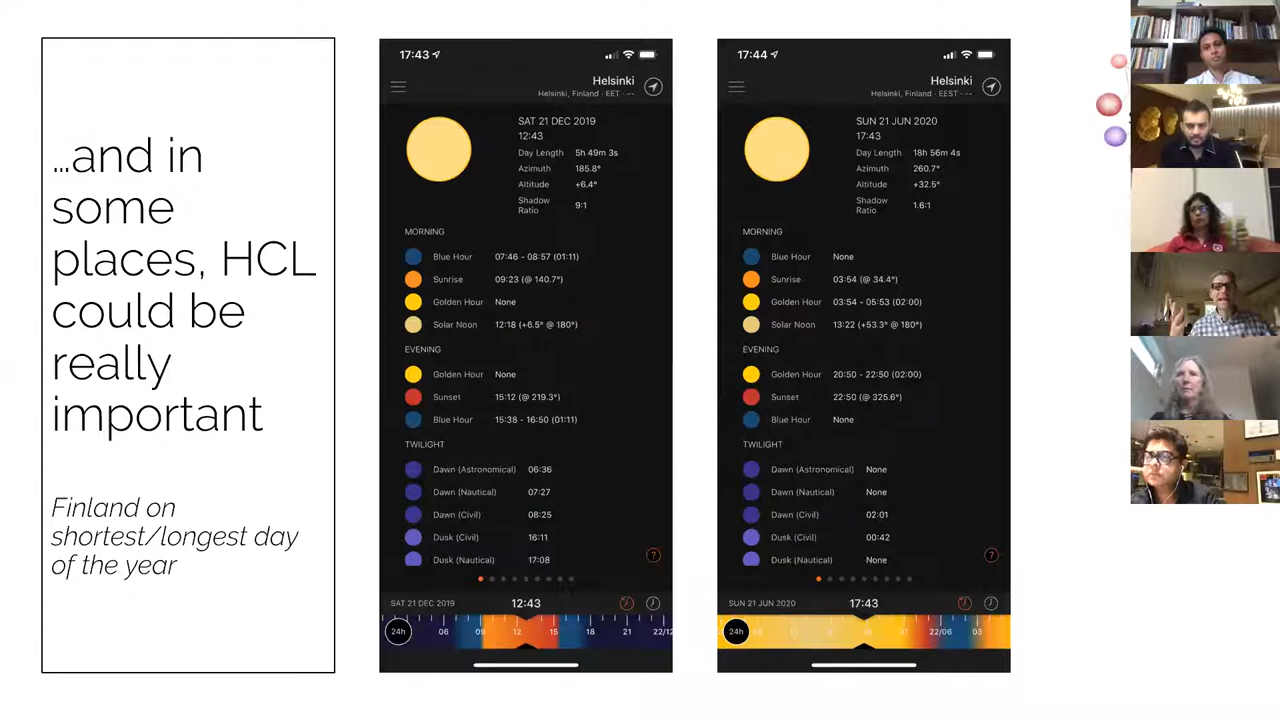 ...and in
some
places, HCL
could be
really
important
Finland on
shortest/longest day
of the year
17:43
Helsinki
Helsinki, Finland · EET · --
SAT 21 DEC 2019
12:43
Day Length 5h 49m 3s
Azimuth 185.8°
Altitude +6.4°
Shadow
Ratio 9:1
MORNING
Blue Hour 07:46 - 08:57 (01:11)
Sunrise 09:23 (@ 140.7°)
Golden Hour None
Solar Noon 12:18 (+6.5° @ 180°)
EVENING
Golden Hour None
Sunset 15:12 (@ 219.3°)
Blue Hour 15:38 - 16:50 (01:11)
TWILIGHT
Dawn (Astronomical) 06:36
Dawn (Nautical) 07:27
Dawn (Civil) 08:25
Dusk (Civil) 16:11
Dusk (Nautical) 17:08
?
SAT 21 DEC 2019 12:43
24h 06 09 12 15 18 21 22/12
17:44
Helsinki
Helsinki, Finland · EEST · --
SUN 21 JUN 2020
17:43
Day Length 18h 56m 4s
Azimuth 260.7°
Altitude +32.5°
Shadow
Ratio 1.6:1
MORNING
Blue Hour None
Sunrise 03:54 (@ 34.4°)
Golden Hour 03:54 - 05:53 (02:00)
Solar Noon 13:22 (+53.3° @ 180°)
EVENING
Golden Hour 20:50 - 22:50 (02:00)
Sunset 22:50 (@ 325.6°)
Blue Hour None
TWILIGHT
Dawn (Astronomical) None
Dawn (Nautical) None
Dawn (Civil) 02:01
Dusk (Civil) 00:42
Dusk (Nautical) None
?
SUN 21 JUN 2020 17:43
24h 22/06 03